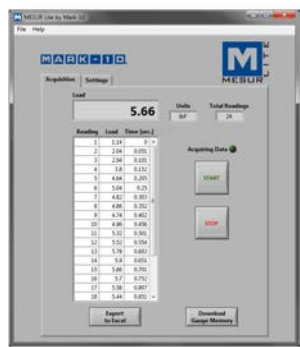 MESUR Lite by Mark-10
File Help
MARK-10
M
MESUR
LITE
Acquisition Settings
Load
5.66
Units
lbF
Total Readings
24
Reading Load Time (sec.)
1 1.14 0
2 2.04 0.051
3 2.94 0.101
4 3.8 0.152
5 4.64 0.205
6 5.04 0.25
7 4.82 0.303
8 4.86 0.352
9 4.74 0.402
10 4.96 0.456
11 5.32 0.501
12 5.52 0.554
13 5.78 0.602
14 5.9 0.651
15 5.86 0.701
16 5.7 0.752
17 5.58 0.807
18 5.44 0.851
Acquiring Data
START
STOP
Export
to Excel
Download
Gauge Memory